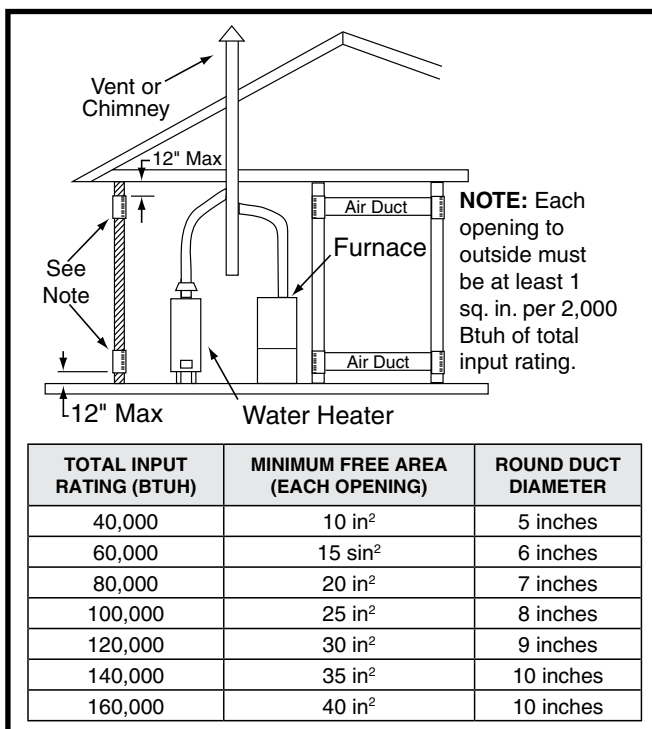 Vent or
Chimney
12" Max
Air Duct
NOTE: Each
opening to
outside must
be at least 1
sq. in. per 2,000
Btuh of total
input rating.
Furnace
See
Note
Air Duct
12" Max
Water Heater
TOTAL INPUT RATING (BTUH) MINIMUM FREE AREA (EACH OPENING) ROUND DUCT DIAMETER
40,000 10 in² 5 inches
60,000 15 sin² 6 inches
80,000 20 in² 7 inches
100,000 25 in² 8 inches
120,000 30 in² 9 inches
140,000 35 in² 10 inches
160,000 40 in² 10 inches